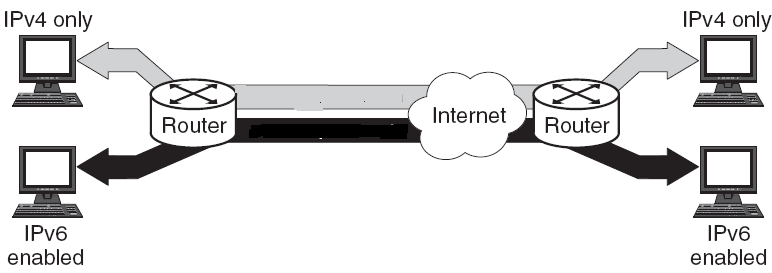 IPv4 only
IPv4 only
Router
Internet
Router
IPv6
enabled
IPv6
enabled